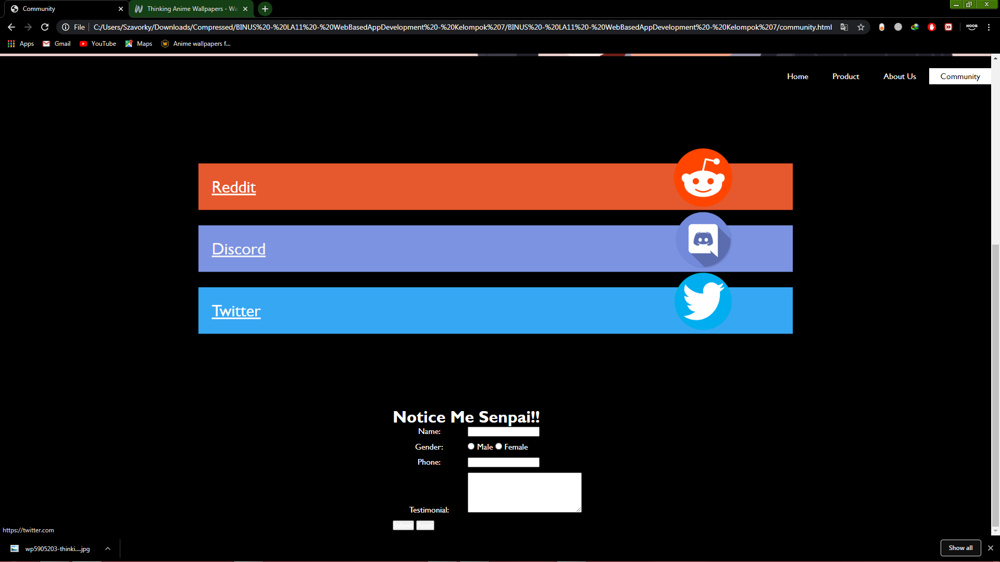 Community
Thinking Anime Wallpapers - Wa
File
C:/Users/Szavorky/Downloads/Compressed/BINUS%20-%20LA11%20-%20WebBasedAppDevelopment%20-%20Kelompok%207/BINUS%20-%20LA11%20-%20WebBasedAppDevelopment%20-%20Kelompok%207/community.html
NOOB
Apps
Gmail
YouTube
Maps
Anime wallpapers f...
Home
Product
About Us
Community
Reddit
Discord
Twitter
Notice Me Senpai!!
Name:
Gender:
Male
Female
Phone:
Testimonial:
Submit
Reset
https://twitter.com
wp5905203-thinki....jpg
Show all